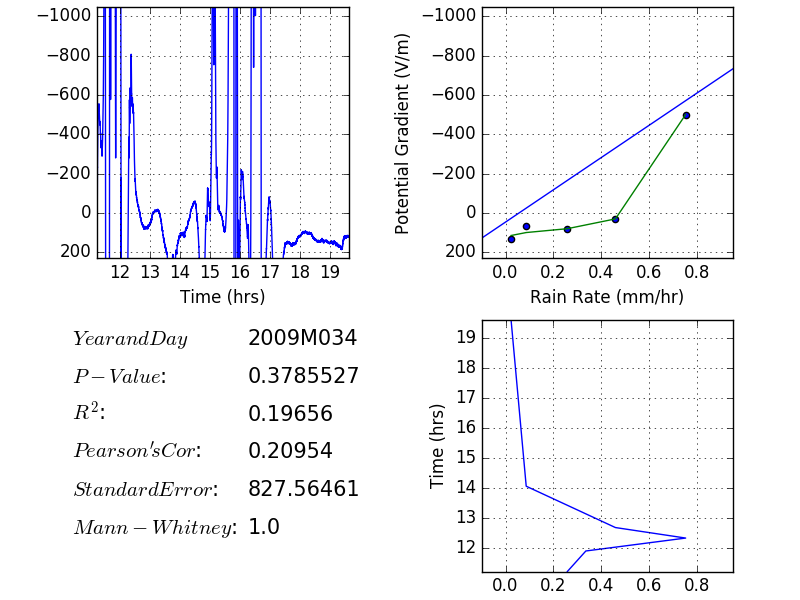 −1000
−800
−600
−400
−200
0
200
12 13 14 15 16 17 18 19
Time (hrs)
Potential Gradient (V/m)
−1000
−800
−600
−400
−200
0
200
0.0 0.2 0.4 0.6 0.8
Rain Rate (mm/hr)
YearandDay 2009M034
P − Value: 0.3785527
R²: 0.19656
Pearson'sCor: 0.20954
StandardError: 827.56461
Mann − Whitney: 1.0
Time (hrs)
19
18
17
16
15
14
13
12
0.0 0.2 0.4 0.6 0.8